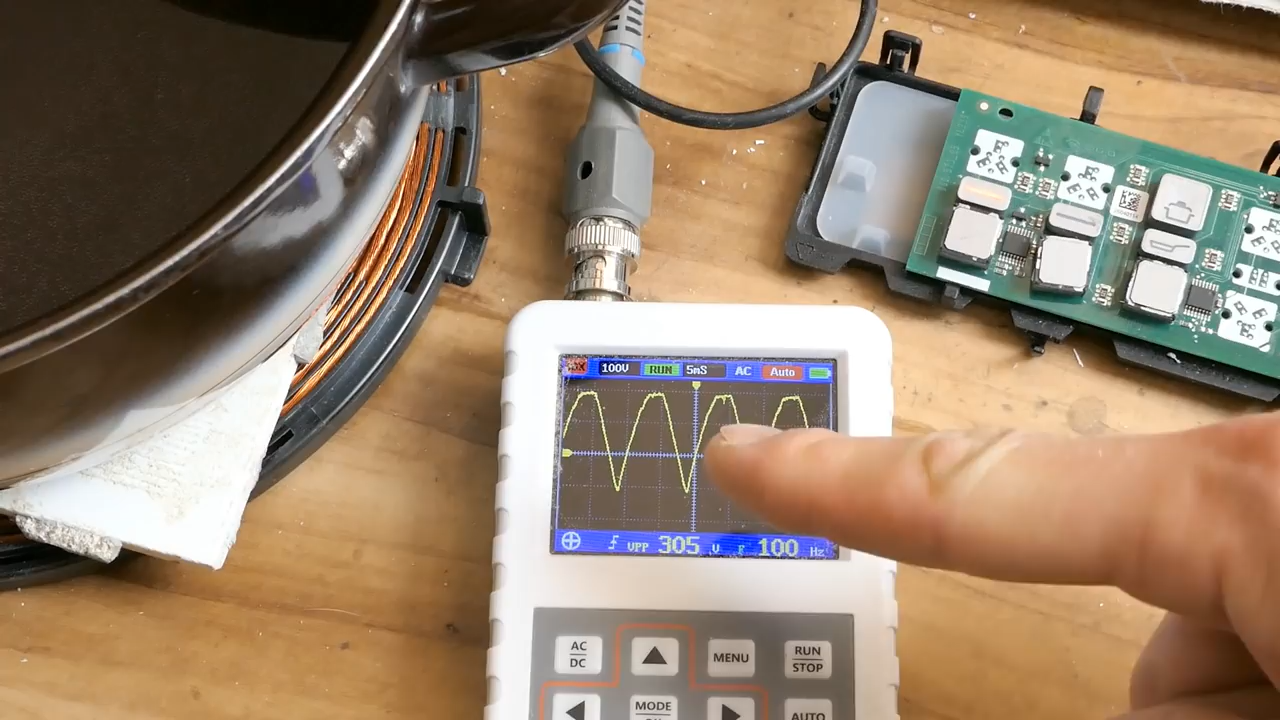 100V RUN 5mS AC Auto
VPP 305 V F 100 Hz
AC
DC
MENU
RUN
STOP
MODE
AUTO